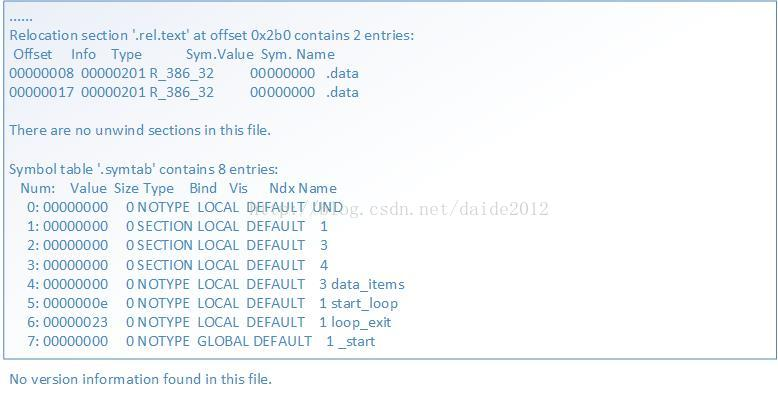 ......
Relocation section '.rel.text' at offset 0x2b0 contains 2 entries:
Offset Info Type Sym.Value Sym. Name
00000008 00000201 R_386_32 00000000 .data
00000017 00000201 R_386_32 00000000 .data
There are no unwind sections in this file.
Symbol table '.symtab' contains 8 entries:
Num: Value Size Type Bind Vis Ndx Name
0: 00000000 0 NOTYPE LOCAL DEFAULT UND
http://blog.csdn.net/daide2012
1: 00000000 0 SECTION LOCAL DEFAULT 1
2: 00000000 0 SECTION LOCAL DEFAULT 3
3: 00000000 0 SECTION LOCAL DEFAULT 4
4: 00000000 0 NOTYPE LOCAL DEFAULT 3 data_items
5: 0000000e 0 NOTYPE LOCAL DEFAULT 1 start_loop
6: 00000023 0 NOTYPE LOCAL DEFAULT 1 loop_exit
7: 00000000 0 NOTYPE GLOBAL DEFAULT 1 _start
No version information found in this file.